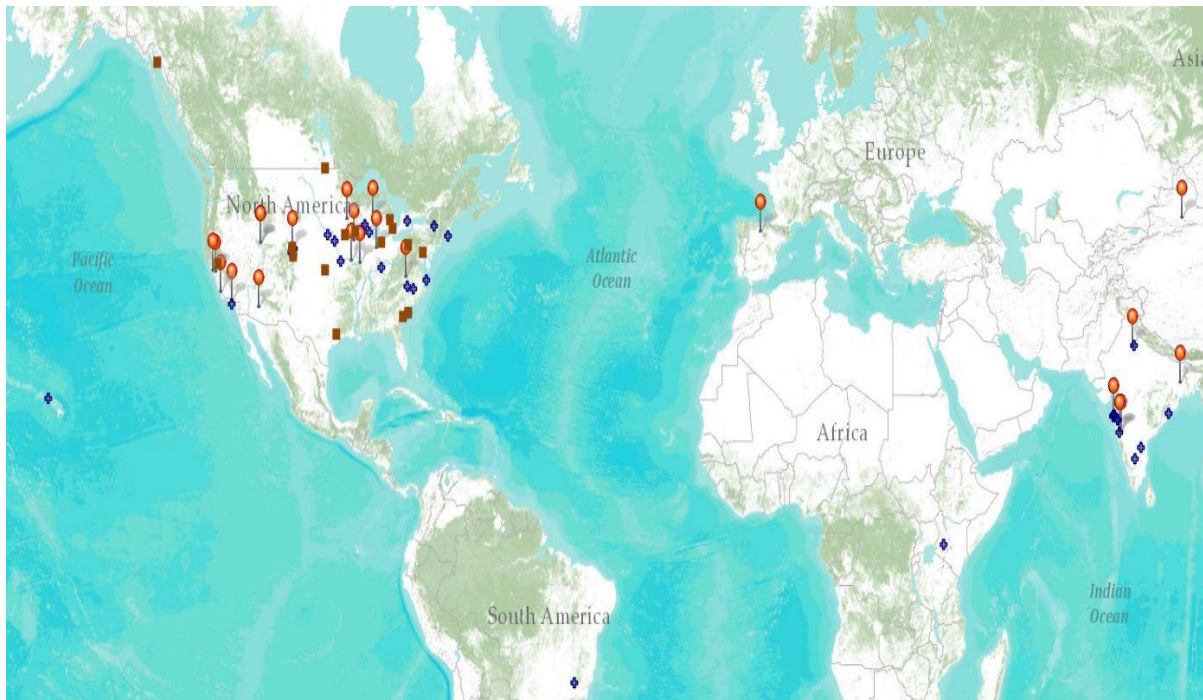 Asia
North America
Europe
Pacific
Ocean
Atlantic
Ocean
Africa
South America
Indian
Ocean